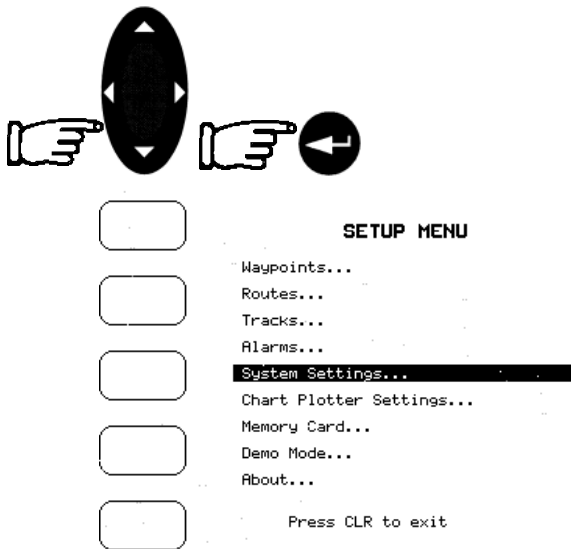 SETUP MENU
Waypoints...
Routes...
Tracks...
Alarms...
System Settings...
Chart Plotter Settings...
Memory Card...
Demo Mode...
About...
Press CLR to exit